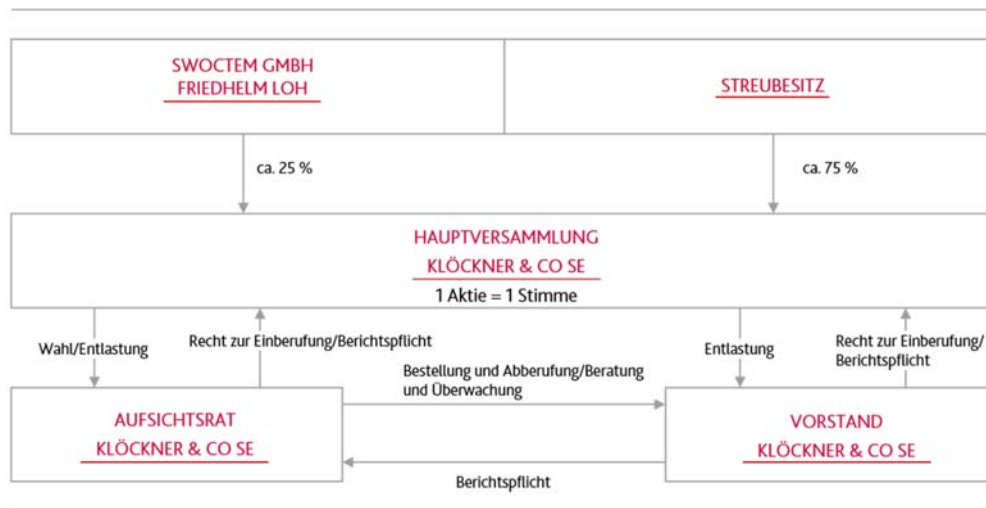 SWOCTEM GMBH
FRIEDHELM LOH
STREUBESITZ
ca. 25 %
ca. 75 %
HAUPTVERSAMMLUNG
KLÖCKNER & CO SE
1 Aktie = 1 Stimme
Wahl/Entlastung
Recht zur Einberufung/Berichtspflicht
Entlastung
Recht zur Einberufung/
Berichtspflicht
Bestellung und Abberufung/Beratung
und Überwachung
AUFSICHTSRAT
KLÖCKNER & CO SE
VORSTAND
KLÖCKNER & CO SE
Berichtspflicht